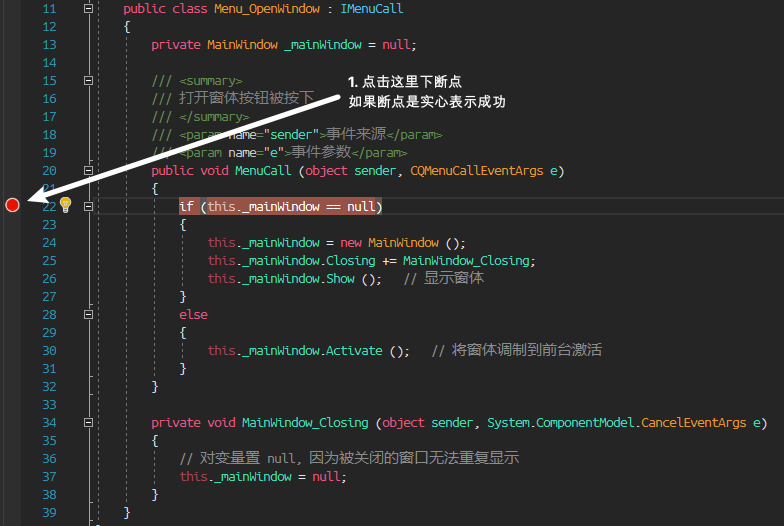 11 public class Menu_OpenWindow : IMenuCall
12 {
13 private MainWindow _mainWindow = null;
14
15 /// <summary>
16 /// 打开窗体按钮被按下
1. 点击这里下断点
如果断点是实心表示成功
17 /// </summary>
18 /// <param name="sender">事件来源</param>
19 /// <param name="e">事件参数</param>
20 public void MenuCall (object sender, CQMenuCallEventArgs e)
21 {
22 if (this._mainWindow == null)
23 {
24 this._mainWindow = new MainWindow ();
25 this._mainWindow.Closing += MainWindow_Closing;
26 this._mainWindow.Show (); // 显示窗体
27 }
28 else
29 {
30 this._mainWindow.Activate (); // 将窗体调制到前台激活
31 }
32 }
33
34 private void MainWindow_Closing (object sender, System.ComponentModel.CancelEventArgs e)
35 {
36 // 对变量置 null, 因为被关闭的窗口无法重复显示
37 this._mainWindow = null;
38 }
39 }